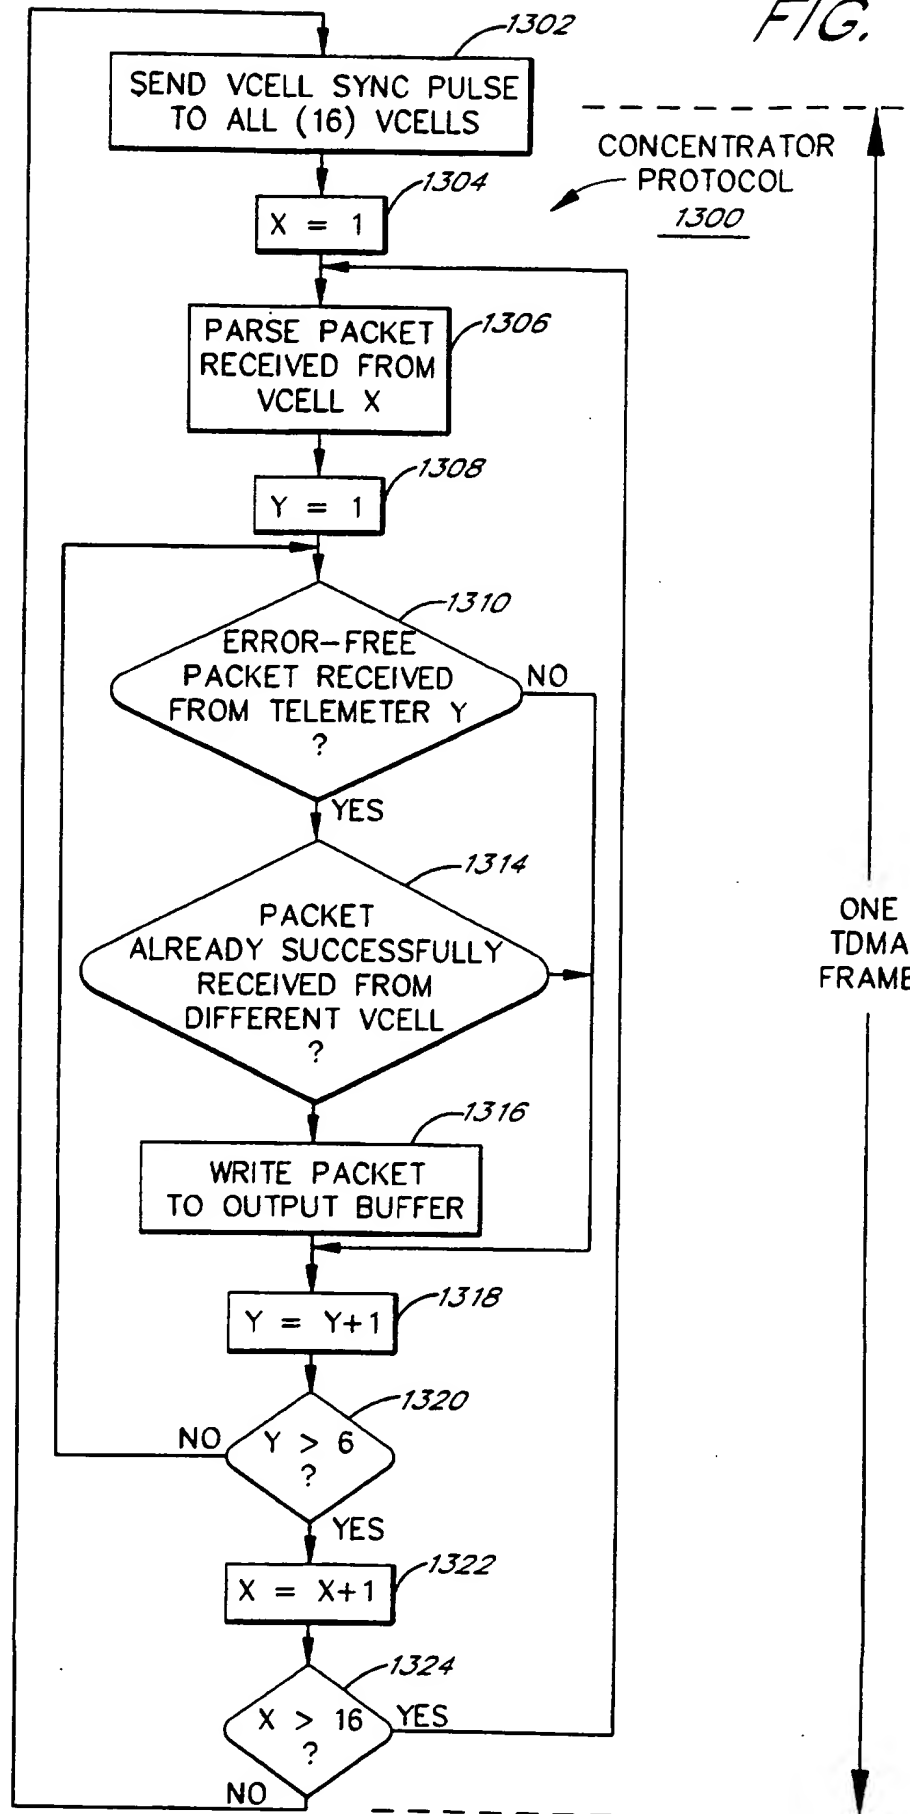 FIG.
1302
SEND VCELL SYNC PULSE
TO ALL (16) VCELLS
CONCENTRATOR
PROTOCOL
1300
1304
X = 1
1306
PARSE PACKET
RECEIVED FROM
VCELL X
1308
Y = 1
1310
ERROR-FREE
PACKET RECEIVED
FROM TELEMETER Y
?
NO
YES
1314
PACKET
ALREADY SUCCESSFULLY
RECEIVED FROM
DIFFERENT VCELL
?
ONE
TDMA
FRAME
1316
WRITE PACKET
TO OUTPUT BUFFER
1318
Y = Y+1
1320
Y > 6
?
NO
YES
1322
X = X+1
1324
X > 16
?
YES
NO